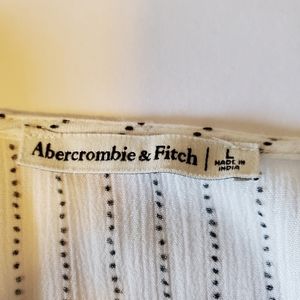 Abercrombie & Fitch | L
MADE IN
INDIA